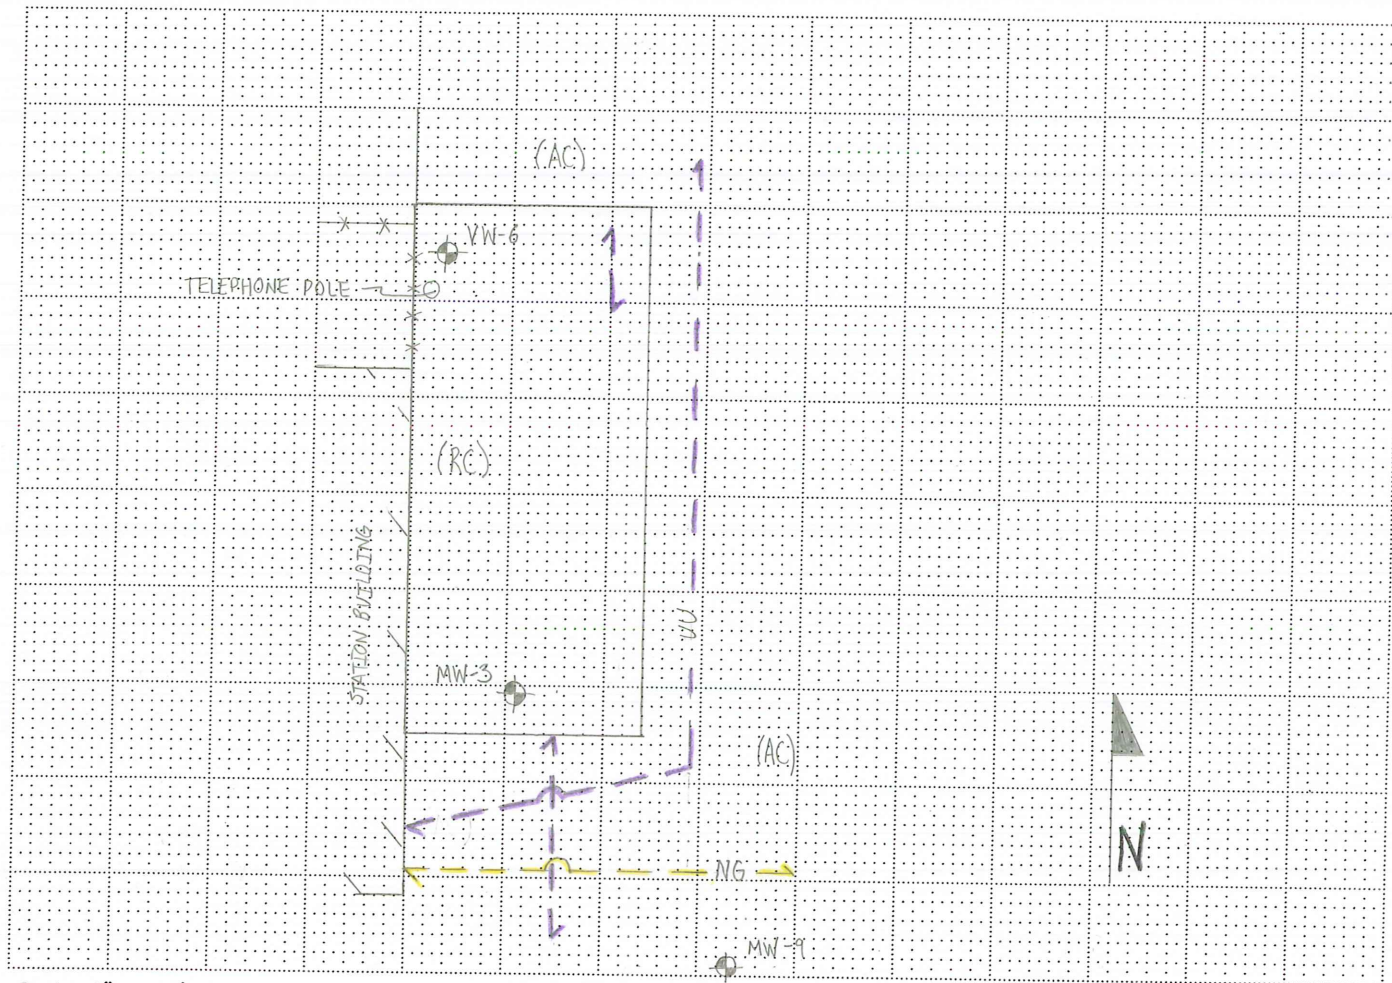 (AC)
VW-6
TELEPHONE POLE
(RC)
STATION BUILDING
UU
MW-3
(AC)
NG
MW-9
N